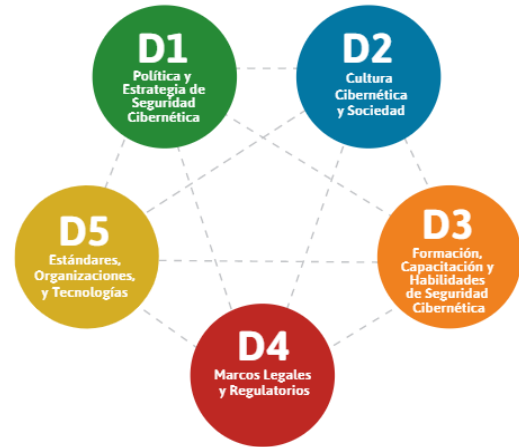 D1
Política y
Estrategia de
Seguridad
Cibernética
D2
Cultura
Cibernética
y Sociedad
D3
Formación,
Capacitación y
Habilidades
de Seguridad
Cibernética
D4
Marcos Legales
y Regulatorios
D5
Estándares,
Organizaciones,
y Tecnologías